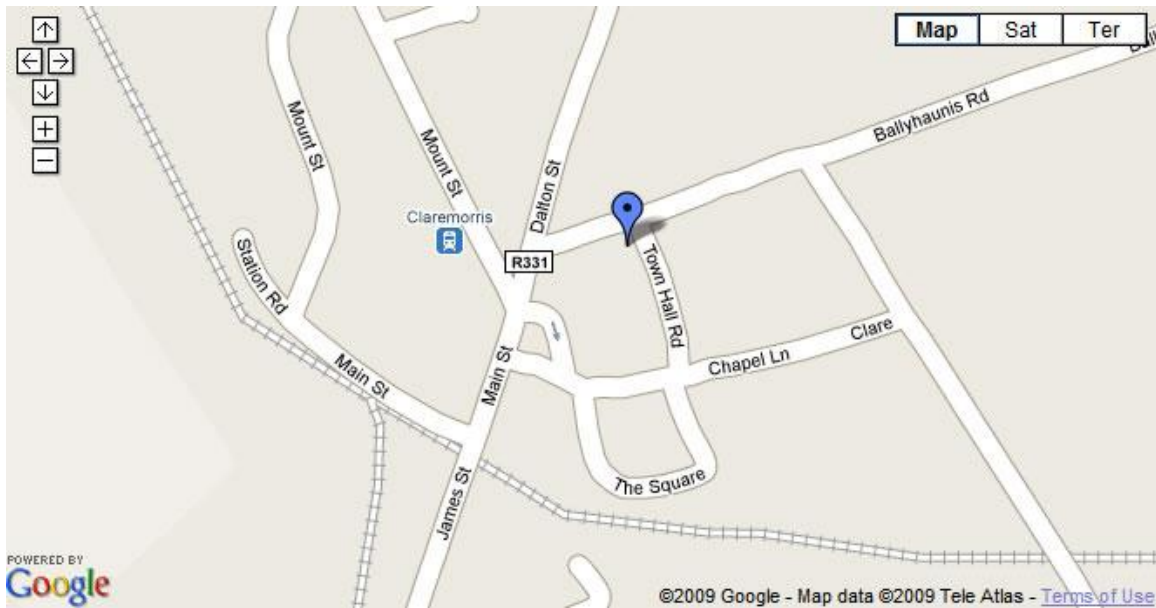 Map
Sat
Ter
Ballyhaunis Rd
Mount St
Mount St
Dalton St
Claremorris
R331
Station Rd
Town Hall Rd
Clare
Chapel Ln
Main St
Main St
The Square
James St
POWERED BY
Google
©2009 Google - Map data ©2009 Tele Atlas - Terms of Use